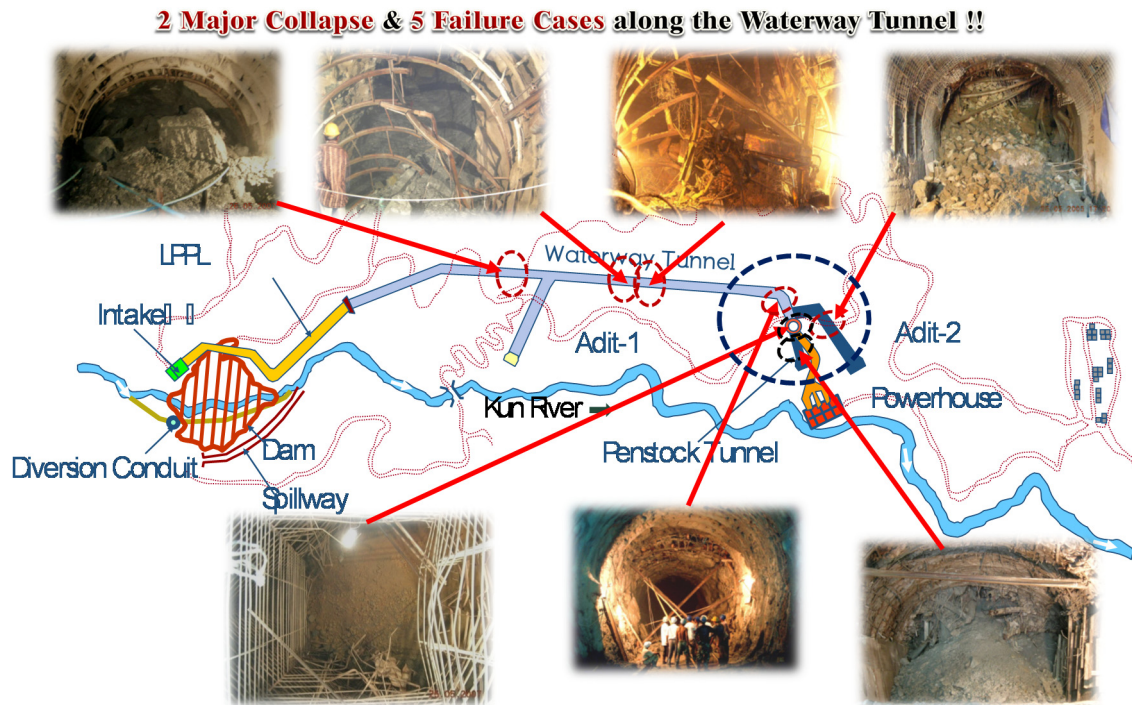 2 Major Collapse & 5 Failure Cases along the Waterway Tunnel !!
LPPL
Waterway Tunnel
Intake
Adit-1
Adit-2
Kun River
Powerhouse
Dam
Penstock Tunnel
Diversion Conduit
Spillway